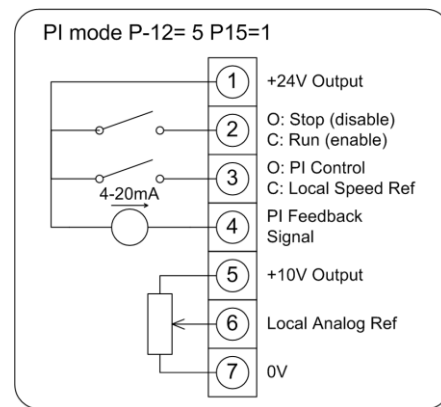 PI mode P-12= 5 P15=1
1 +24V Output
2 O: Stop (disable)
C: Run (enable)
3 O: PI Control
C: Local Speed Ref
4-20mA
4 PI Feedback
Signal
5 +10V Output
6 Local Analog Ref
7 0V